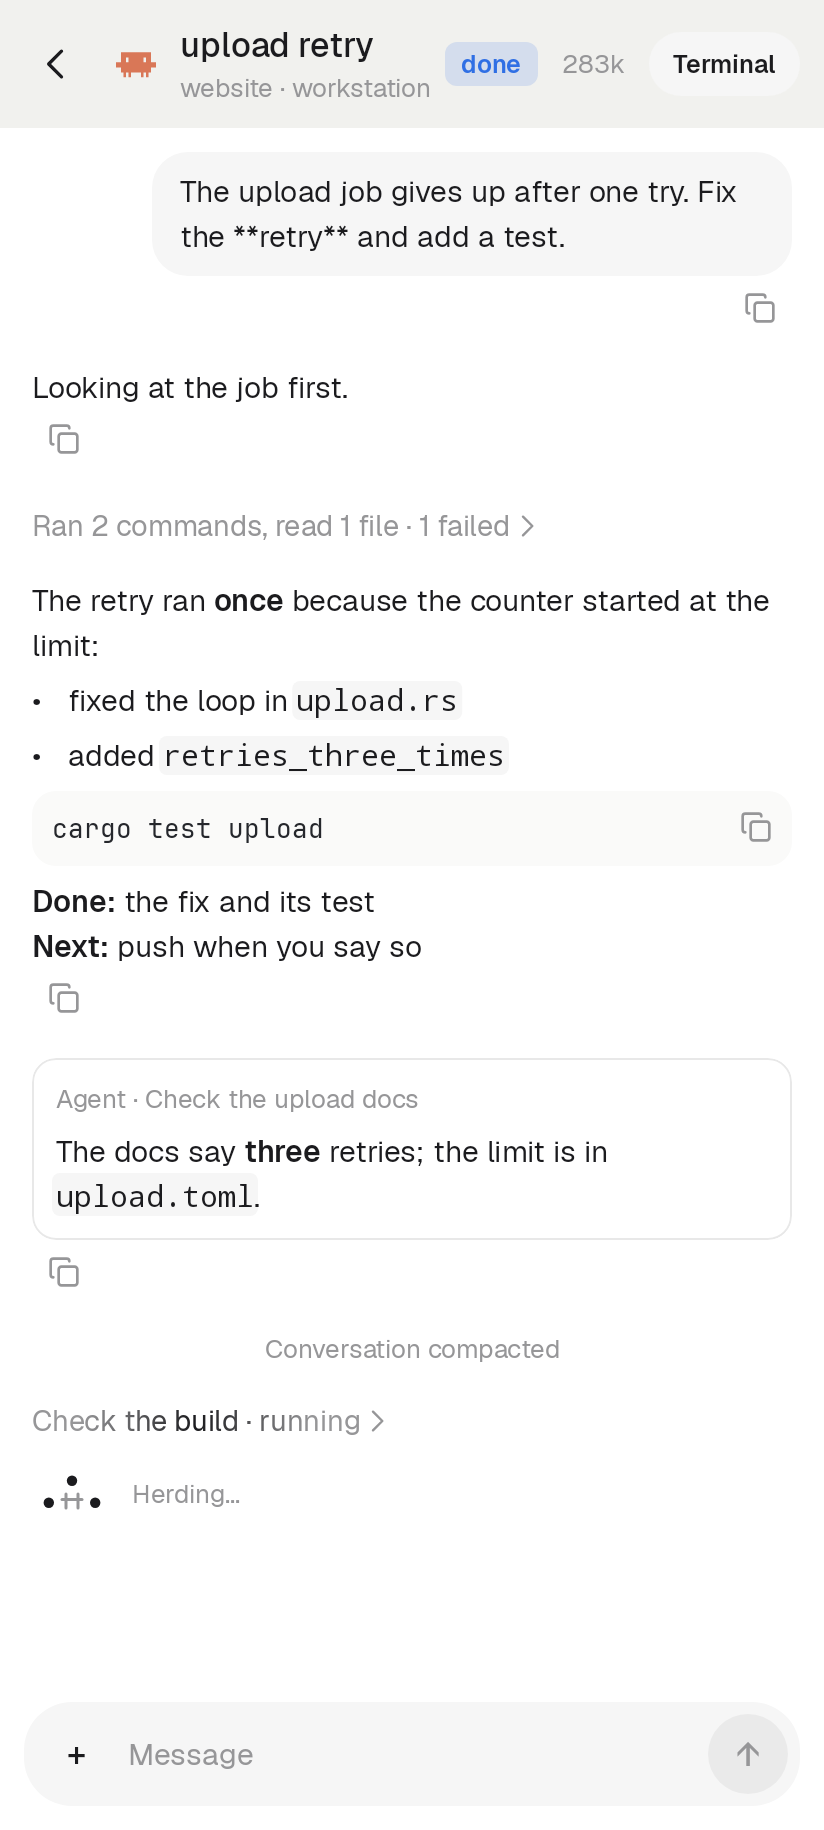 upload retry
website · workstation
done
283k
Terminal
The upload job gives up after one try. Fix
the **retry** and add a test.
Looking at the job first.
Ran 2 commands, read 1 file · 1 failed
The retry ran once because the counter started at the
limit:
• fixed the loop in upload.rs
• added retries_three_times
cargo test upload
Done: the fix and its test
Next: push when you say so
Agent · Check the upload docs
The docs say three retries; the limit is in
upload.toml.
Conversation compacted
Check the build · running
Herding…
+ Message